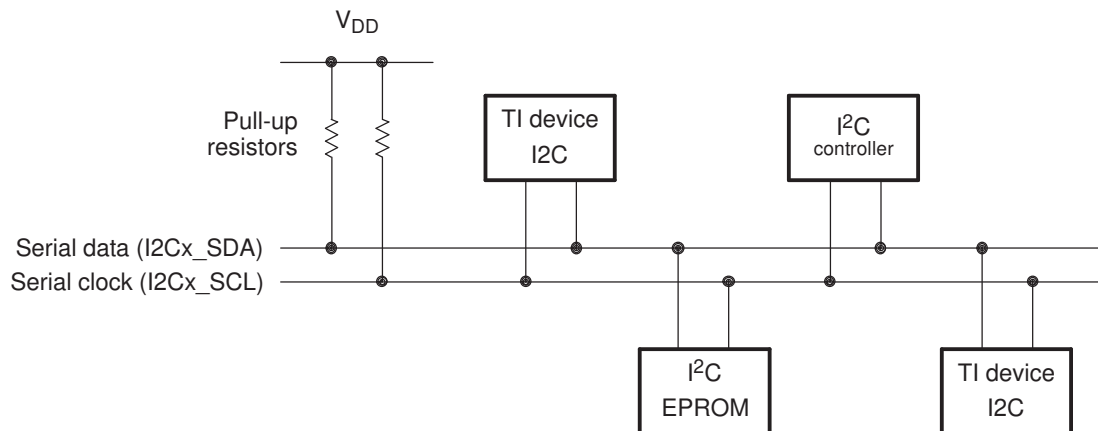 V_DD
Pull-up
resistors
TI device
I2C
I²C
controller
Serial data (I2Cx_SDA)
Serial clock (I2Cx_SCL)
I²C
EPROM
TI device
I2C